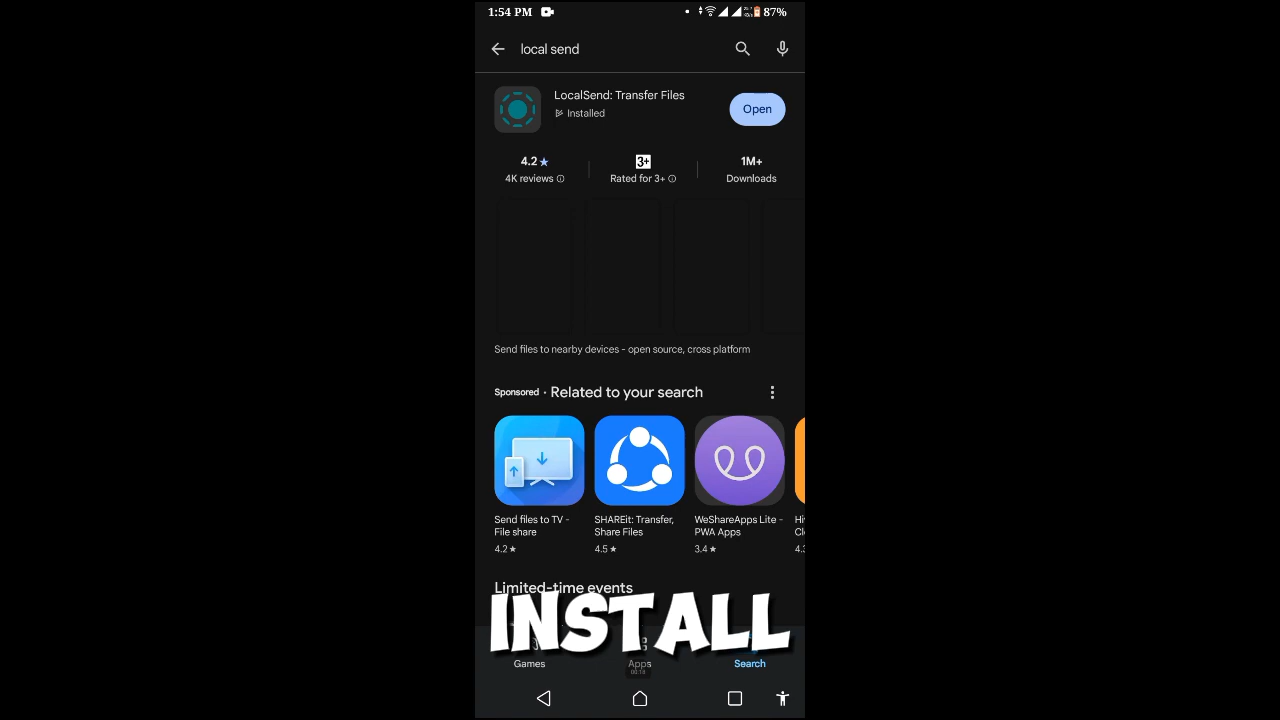 1:54 PM
87%
local send
LocalSend: Transfer Files
Installed
Open
4.2★
4K reviews
3+
Rated for 3+
1M+
Downloads
Send files to nearby devices - open source, cross platform
Sponsored • Related to your search
Send files to TV -
File share
4.2★
SHAREit: Transfer,
Share Files
4.5★
WeShareApps Lite -
PWA Apps
3.4★
4.3
Limited-time events
INSTALL
Games
Apps
Search